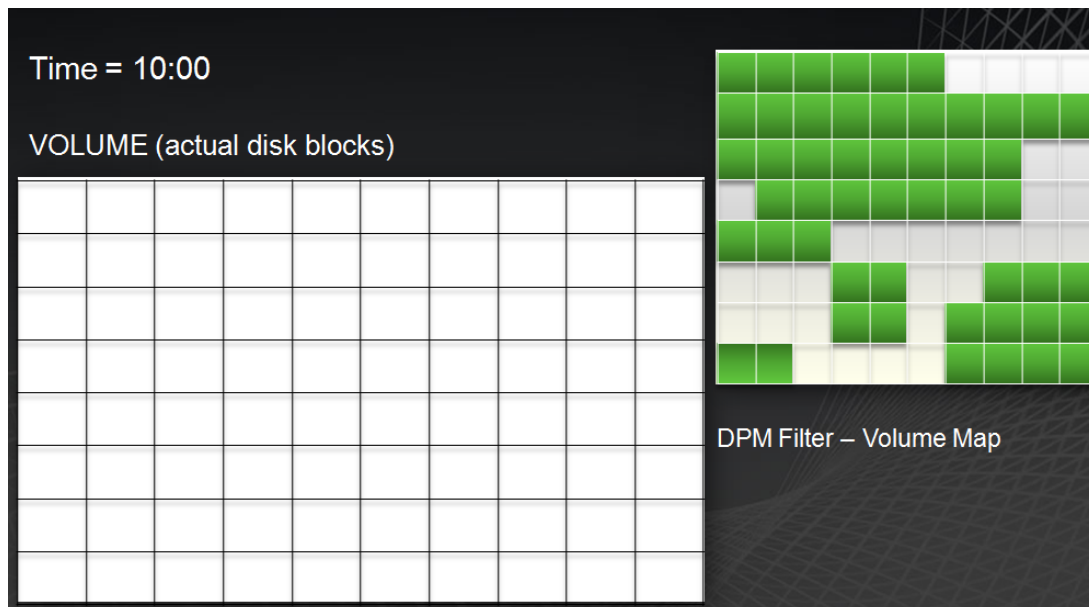 Time = 10:00
VOLUME (actual disk blocks)
DPM Filter – Volume Map